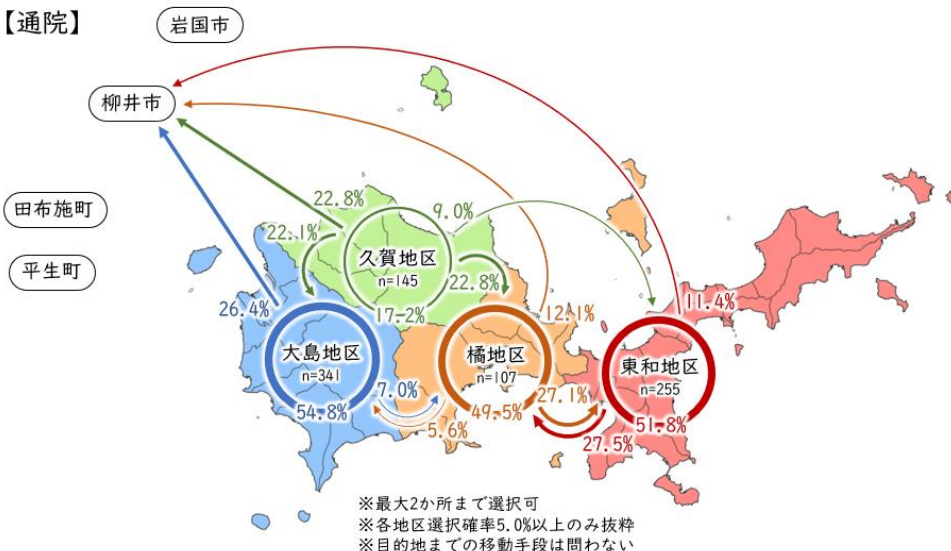 【通院】
岩国市
柳井市
田布施町
平生町
22.8%
9.0%
22.1%
久賀地区
n=145
22.8%
17.2%
26.4%
12.1%
11.4%
大島地区
n=341
54.8%
7.0%
5.6%
橘地区
n=107
49.5%
27.1%
27.5%
東和地区
n=255
51.8%
※最大2か所まで選択可
※各地区選択確率5.0%以上のみ抜粋
※目的地までの移動手段は問わない